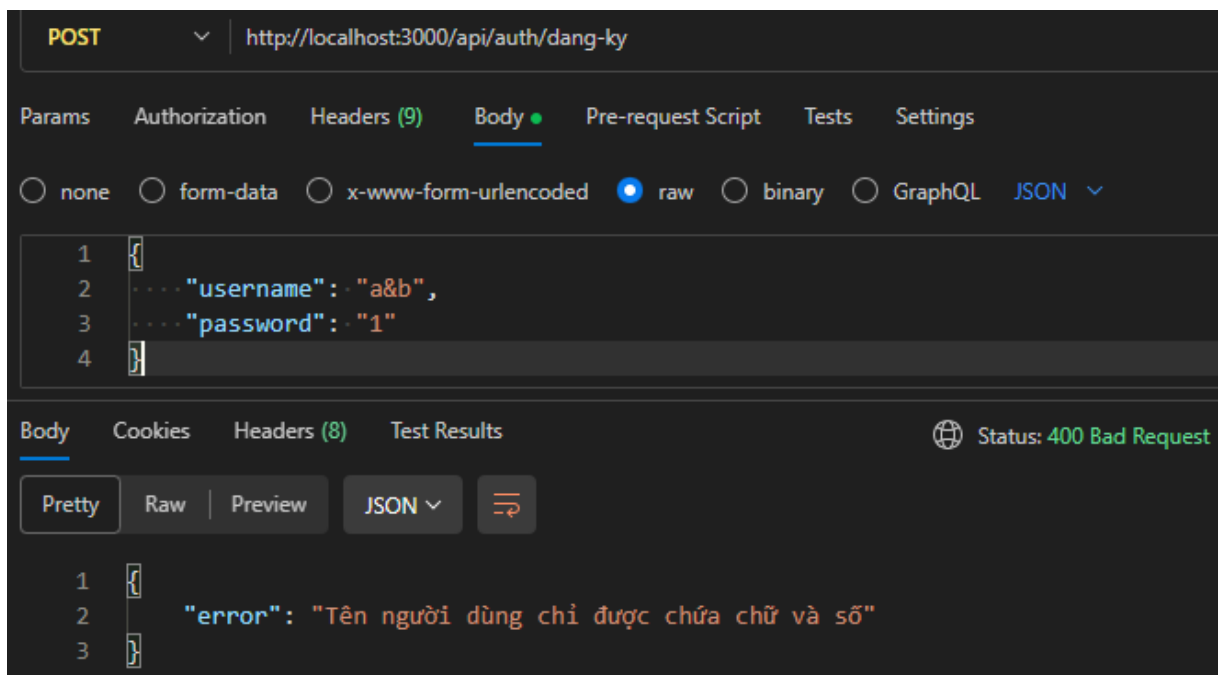 POST http://localhost:3000/api/auth/dang-ky
Params Authorization Headers (9) Body Pre-request Script Tests Settings
none form-data x-www-form-urlencoded raw binary GraphQL JSON
1 {
2 "username": "a&b",
3 "password": "1"
4 }
Body Cookies Headers (8) Test Results Status: 400 Bad Request
Pretty Raw Preview JSON
1 {
2 "error": "Tên người dùng chỉ được chứa chữ và số"
3 }